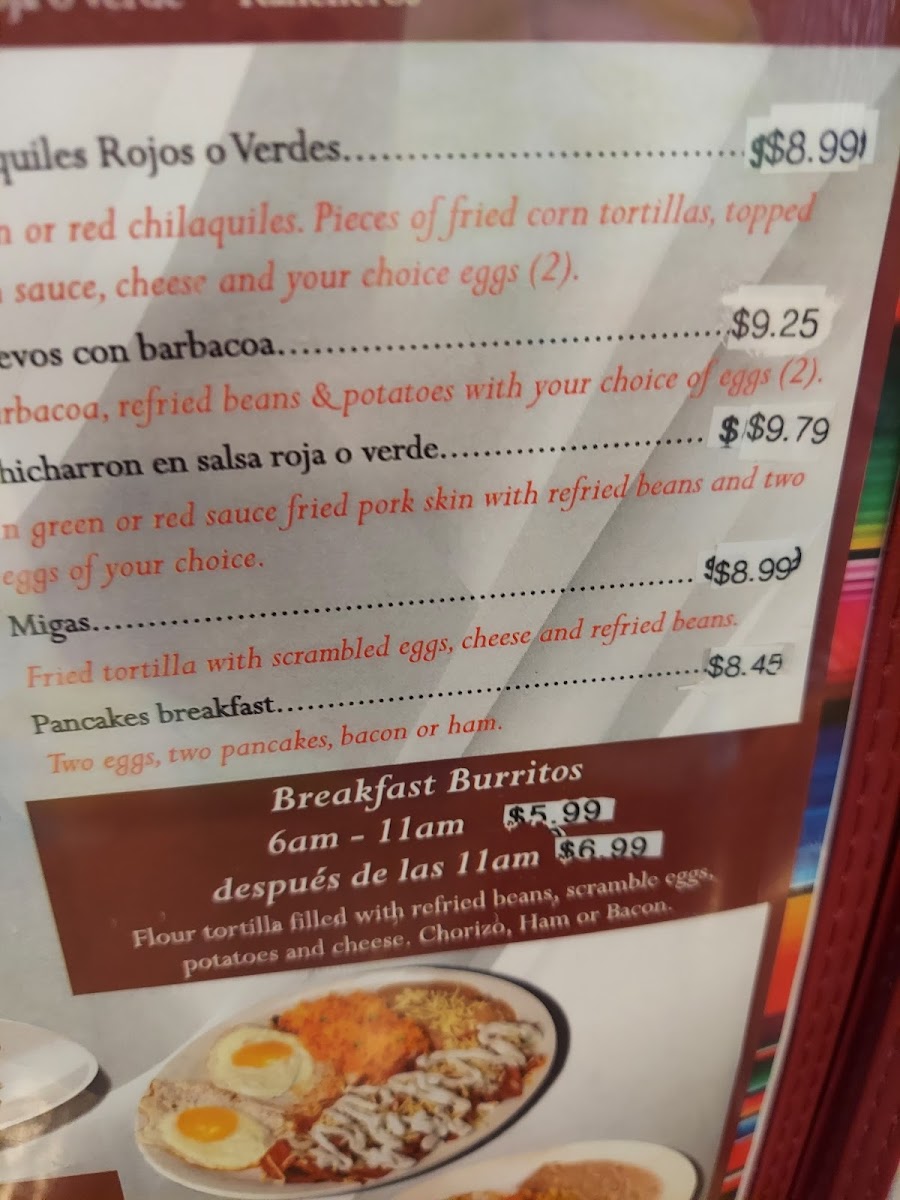 quiles Rojos o Verdes........................................$8.99
n or red chilaquiles. Pieces of fried corn tortillas, topped
sauce, cheese and your choice eggs (2).
evos con barbacoa.............................................$9.25
rbacoa, refried beans & potatoes with your choice of eggs (2).
hicharron en salsa roja o verde......................... $ $9.79
n green or red sauce fried pork skin with refried beans and two
eggs of your choice.
Migas.................................................................. $8.99
Fried tortilla with scrambled eggs, cheese and refried beans.
Pancakes breakfast..............................................$8.45
Two eggs, two pancakes, bacon or ham.
Breakfast Burritos
6am - 11am $5.99
después de las 11am $6.99
Flour tortilla filled with refried beans, scramble eggs,
potatoes and cheese. Chorizo, Ham or Bacon.